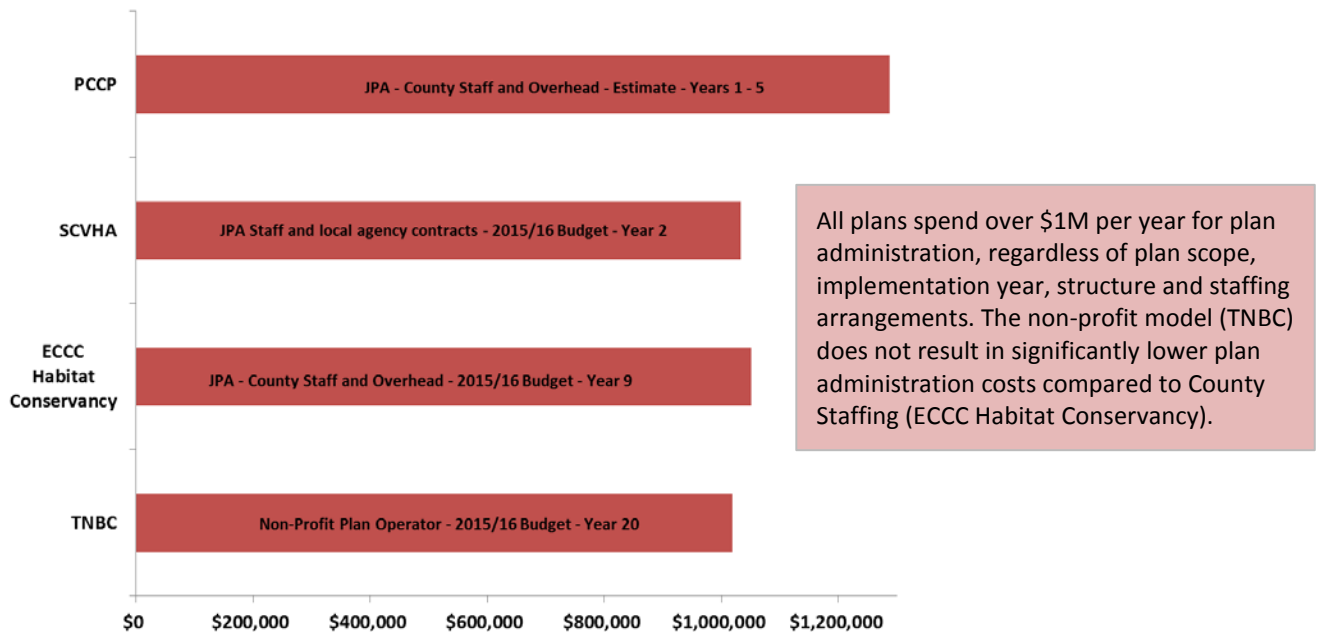 PCCP
JPA - County Staff and Overhead - Estimate - Years 1 - 5
SCVHA
JPA Staff and local agency contracts - 2015/16 Budget - Year 2
ECCC
Habitat
Conservancy
JPA - County Staff and Overhead - 2015/16 Budget - Year 9
TNBC
Non-Profit Plan Operator - 2015/16 Budget - Year 20
$0 $200,000 $400,000 $600,000 $800,000 $1,000,000 $1,200,000
All plans spend over $1M per year for plan
administration, regardless of plan scope,
implementation year, structure and staffing
arrangements. The non-profit model (TNBC)
does not result in significantly lower plan
administration costs compared to County
Staffing (ECCC Habitat Conservancy).